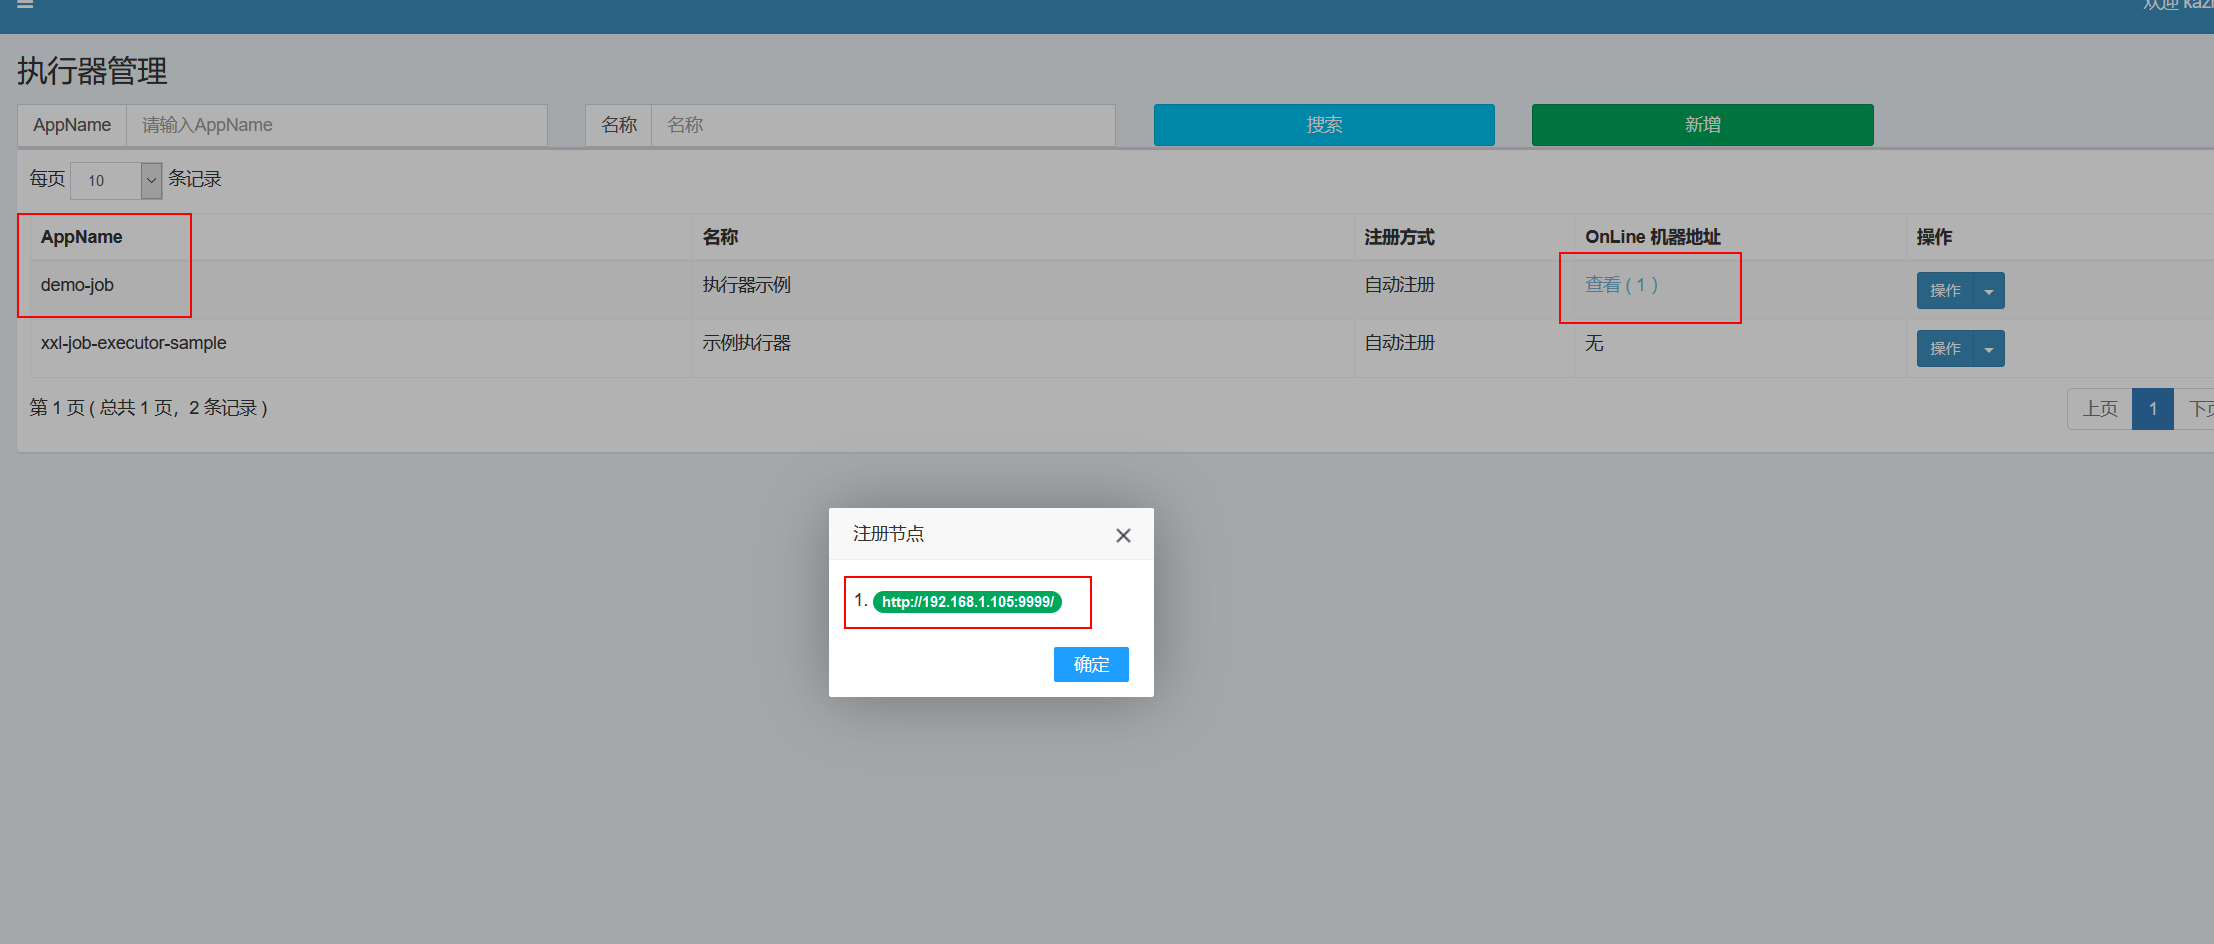 欢迎
执行器管理
AppName 请输入AppName 名称 名称 搜索 新增
每页 10 条记录
AppName 名称 注册方式 OnLine 机器地址 操作
demo-job 执行器示例 自动注册 查看 ( 1 ) 操作
xxl-job-executor-sample 示例执行器 自动注册 无 操作
第 1 页 ( 总共 1 页，2 条记录 ) 上页 1 下页
注册节点
1. http://192.168.1.105:9999/
确定